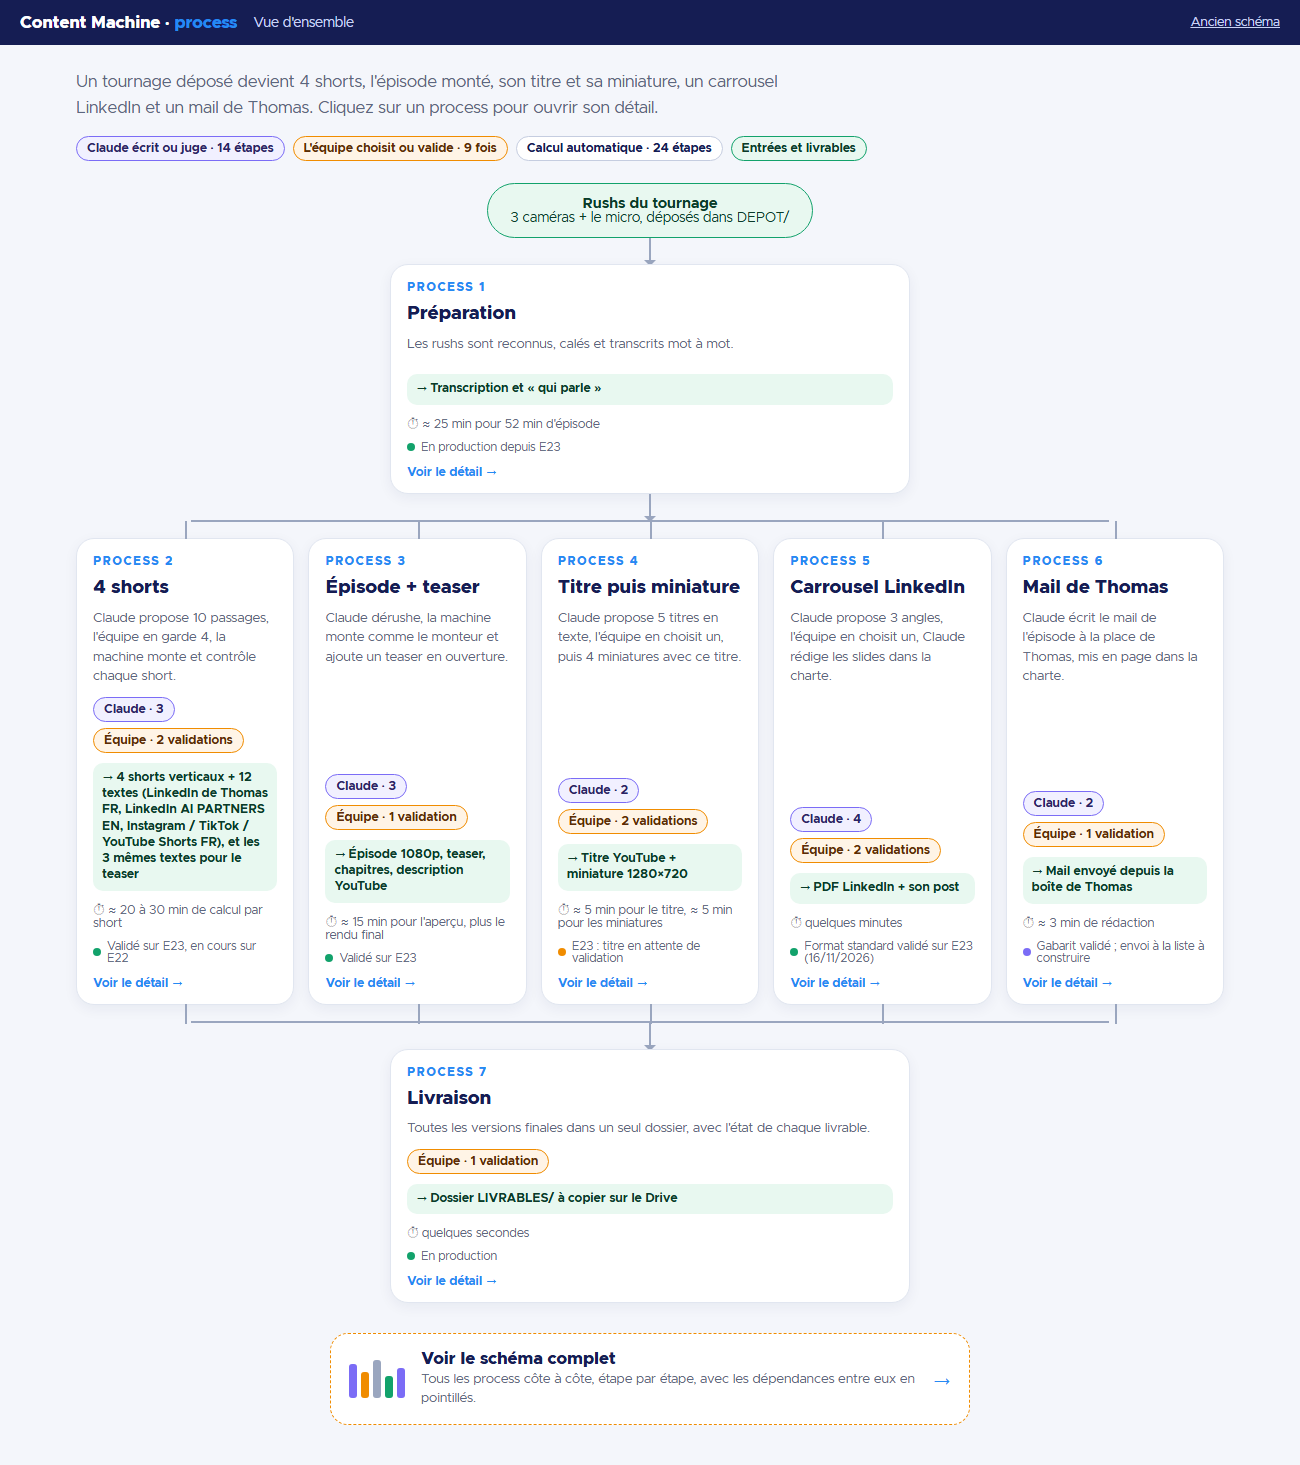 Content Machine · process
Vue d'ensemble
Ancien schéma
Un tournage déposé devient 4 shorts, l'épisode monté, son titre et sa miniature, un carrousel
LinkedIn et un mail de Thomas. Cliquez sur un process pour ouvrir son détail.
Claude écrit ou juge · 14 étapes
L'équipe choisit ou valide · 9 fois
Calcul automatique · 24 étapes
Entrées et livrables
Rushs du tournage
3 caméras + le micro, déposés dans DEPOT/
PROCESS 1
Préparation
Les rushs sont reconnus, calés et transcrits mot à mot.
→ Transcription et « qui parle »
⏱ ≈ 25 min pour 52 min d'épisode
En production depuis E23
Voir le détail →
PROCESS 2
4 shorts
Claude propose 10 passages,
l'équipe en garde 4, la
machine monte et contrôle
chaque short.
Claude · 3
Équipe · 2 validations
→ 4 shorts verticaux + 12
textes (LinkedIn de Thomas
FR, LinkedIn AI PARTNERS
EN, Instagram / TikTok /
YouTube Shorts FR), et les
3 mêmes textes pour le
teaser
⏱ ≈ 20 à 30 min de calcul par
short
Validé sur E23, en cours sur
E22
Voir le détail →
PROCESS 3
Épisode + teaser
Claude dérushe, la machine
monte comme le monteur et
ajoute un teaser en ouverture.
Claude · 3
Équipe · 1 validation
→ Épisode 1080p, teaser,
chapitres, description
YouTube
⏱ ≈ 15 min pour l'aperçu, plus le
rendu final
Validé sur E23
Voir le détail →
PROCESS 4
Titre puis miniature
Claude propose 5 titres en
texte, l'équipe en choisit un,
puis 4 miniatures avec ce titre.
Claude · 2
Équipe · 2 validations
→ Titre YouTube +
miniature 1280×720
⏱ ≈ 5 min pour le titre, ≈ 5 min
pour les miniatures
E23 : titre en attente de
validation
Voir le détail →
PROCESS 5
Carrousel LinkedIn
Claude propose 3 angles,
l'équipe en choisit un, Claude
rédige les slides dans la
charte.
Claude · 4
Équipe · 2 validations
→ PDF LinkedIn + son post
⏱ quelques minutes
Format standard validé sur E23
(16/11/2026)
Voir le détail →
PROCESS 6
Mail de Thomas
Claude écrit le mail de
l'épisode à la place de
Thomas, mis en page dans la
charte.
Claude · 2
Équipe · 1 validation
→ Mail envoyé depuis la
boîte de Thomas
⏱ ≈ 3 min de rédaction
Gabarit validé ; envoi à la liste à
construire
Voir le détail →
PROCESS 7
Livraison
Toutes les versions finales dans un seul dossier, avec l'état de chaque livrable.
Équipe · 1 validation
→ Dossier LIVRABLES/ à copier sur le Drive
⏱ quelques secondes
En production
Voir le détail →
Voir le schéma complet
Tous les process côte à côte, étape par étape, avec les dépendances entre eux en
pointillés.
→